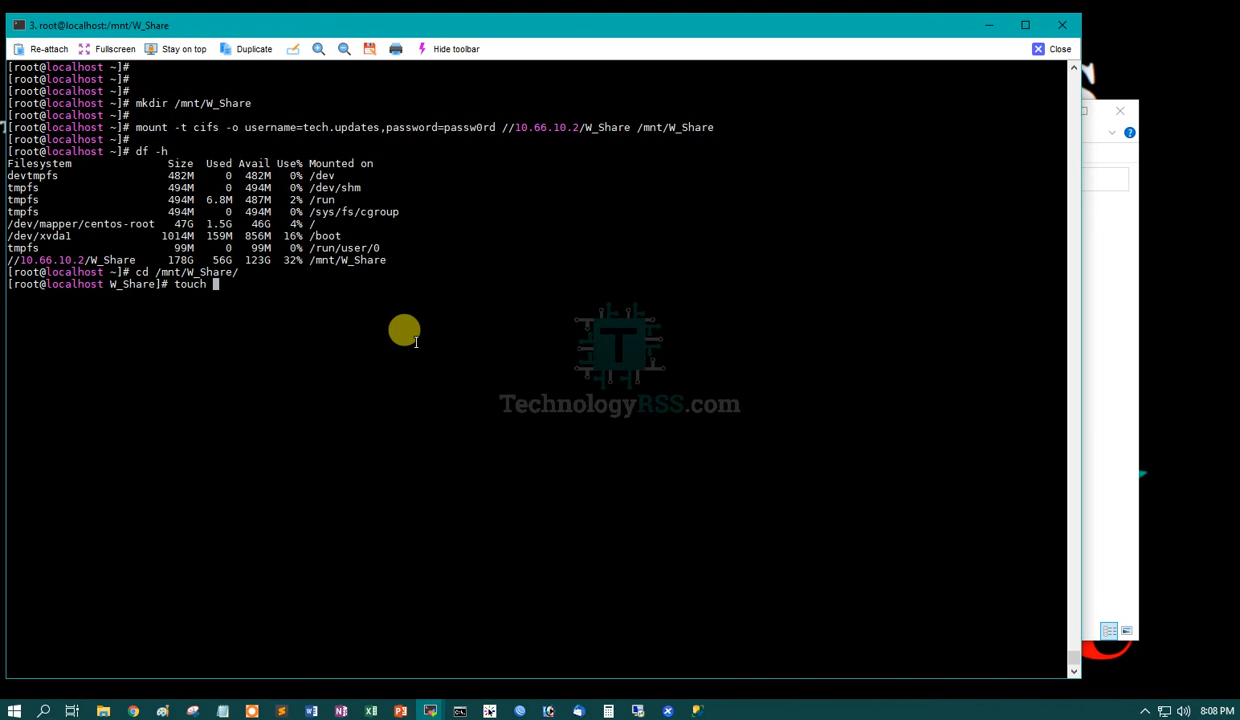 3. root@localhost:/mnt/W_Share
Re-attach Fullscreen Stay on top Duplicate Hide toolbar Close
[root@localhost ~]#
[root@localhost ~]#
[root@localhost ~]#
[root@localhost ~]# mkdir /mnt/W_Share
[root@localhost ~]#
[root@localhost ~]# mount -t cifs -o username=tech.updates,password=passw0rd //10.66.10.2/W_Share /mnt/W_Share
[root@localhost ~]#
[root@localhost ~]# df -h
Filesystem Size Used Avail Use% Mounted on
devtmpfs 482M 0 482M 0% /dev
tmpfs 494M 0 494M 0% /dev/shm
tmpfs 494M 6.8M 487M 2% /run
tmpfs 494M 0 494M 0% /sys/fs/cgroup
/dev/mapper/centos-root 47G 1.5G 46G 4% /
/dev/xvda1 1014M 159M 856M 16% /boot
tmpfs 99M 0 99M 0% /run/user/0
//10.66.10.2/W_Share 178G 56G 123G 32% /mnt/W_Share
[root@localhost ~]# cd /mnt/W_Share/
[root@localhost W_Share]# touch
T
TechnologyRSS.com
8:08 PM